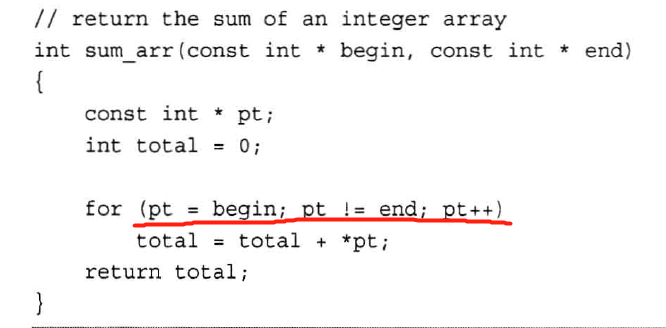 // return the sum of an integer array
int sum_arr(const int * begin, const int * end)
{
    const int * pt;
    int total = 0;

    for (pt = begin; pt != end; pt++)
        total = total + *pt;
    return total;
}